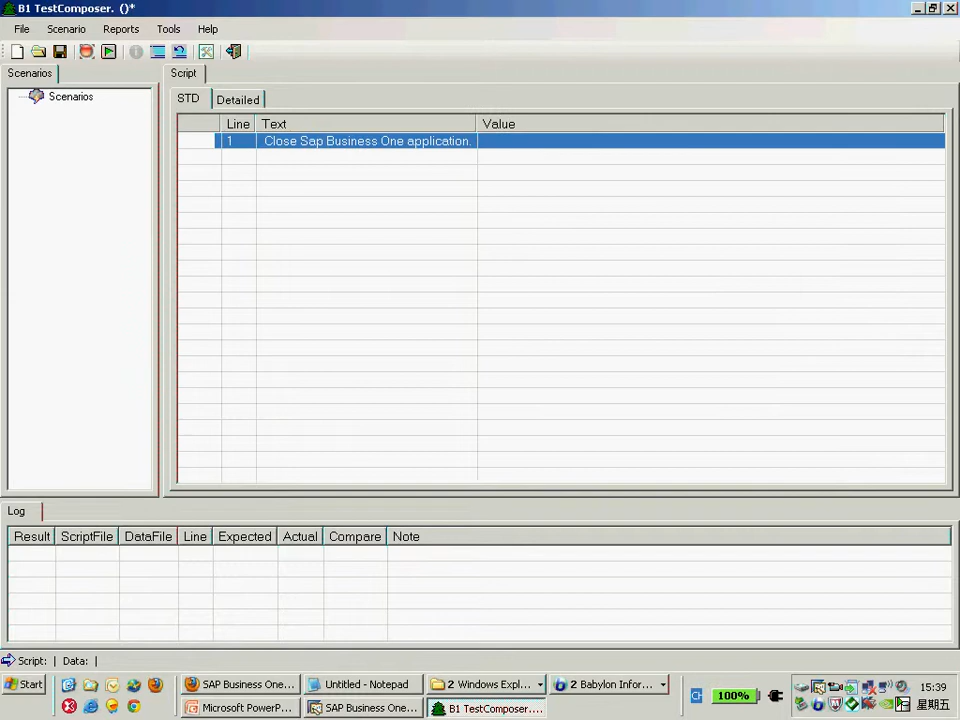 B1 TestComposer. ()*
File Scenario Reports Tools Help
Scenarios Script
Scenarios
STD Detailed
Line Text Value
1 Close Sap Business One application.
Log
Result ScriptFile DataFile Line Expected Actual Compare Note
Script: | Data: |
Start SAP Business One... Untitled - Notepad 2 Windows Expl... 2 Babylon Infor... 100% 15:39
Microsoft PowerP... SAP Business One... B1 TestComposer.... 星期五